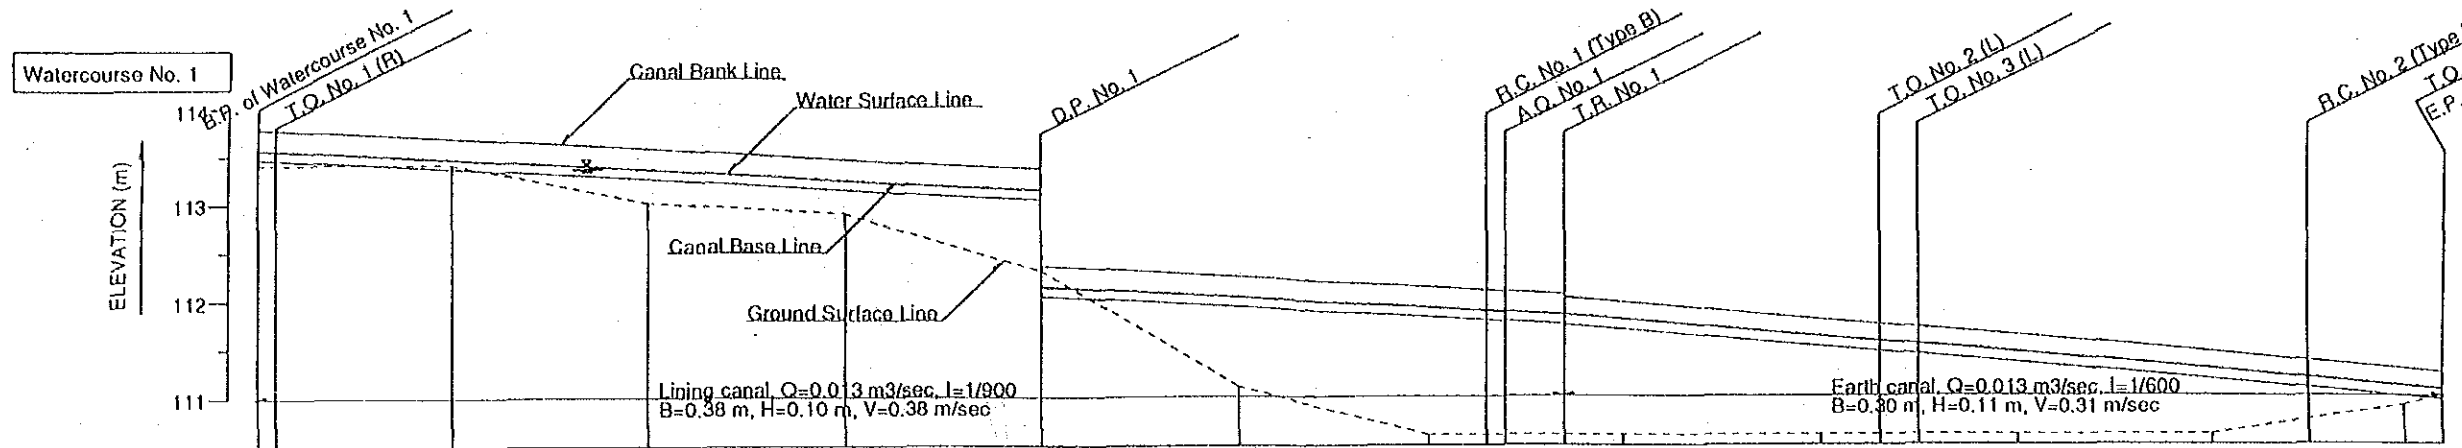 Watercourse No. 1
B.P. of Watercourse No. 1
T.O. No. 1 (R)
Canal Bank Line
Water Surface Line
D.P. No. 1
R.C. No. 1 (Type B)
A.Q. No. 1
T.R. No. 1
T.O. No. 2 (L)
T.O. No. 3 (L)
R.C. No. 2 (Type
T.O.
E.P.
ELEVATION (m)
114
113
112
111
Canal Base Line
Ground Surface Line
Lining canal, Q=0.013 m3/sec, I=1/900
B=0.38 m, H=0.10 m, V=0.38 m/sec
Earth canal, Q=0.013 m3/sec, I=1/600
B=0.30 m, H=0.11 m, V=0.31 m/sec